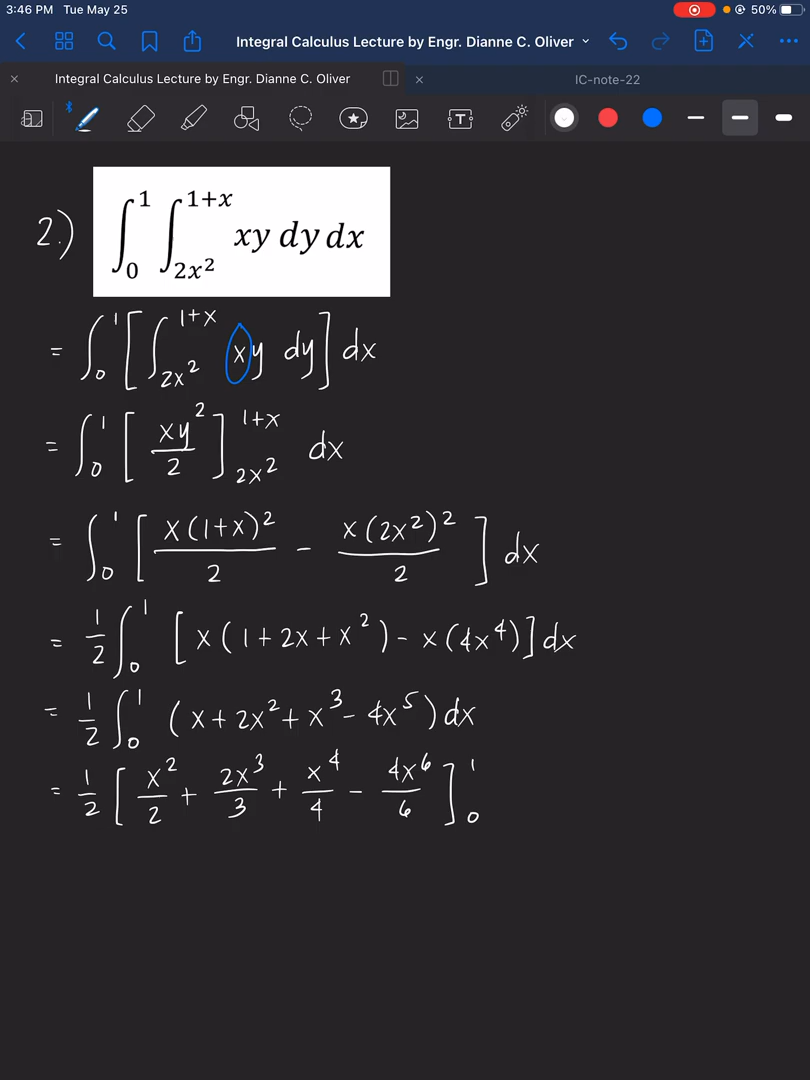 3:46 PM Tue May 25 50%
Integral Calculus Lecture by Engr. Dianne C. Oliver
Integral Calculus Lecture by Engr. Dianne C. Oliver IC-note-22
T
2.) ∫₀¹ ∫_{2x²}^{1+x} xy dy dx
= ∫₀¹ [ ∫_{2x²}^{1+x} xy dy ] dx
= ∫₀¹ [ xy²/2 ]_{2x²}^{1+x} dx
= ∫₀¹ [ x(1+x)²/2 - x(2x²)²/2 ] dx
= 1/2 ∫₀¹ [ x(1+2x+x²) - x(4x⁴) ] dx
= 1/2 ∫₀¹ (x+2x²+x³-4x⁵) dx
= 1/2 [ x²/2 + 2x³/3 + x⁴/4 - 4x⁶/6 ]₀¹